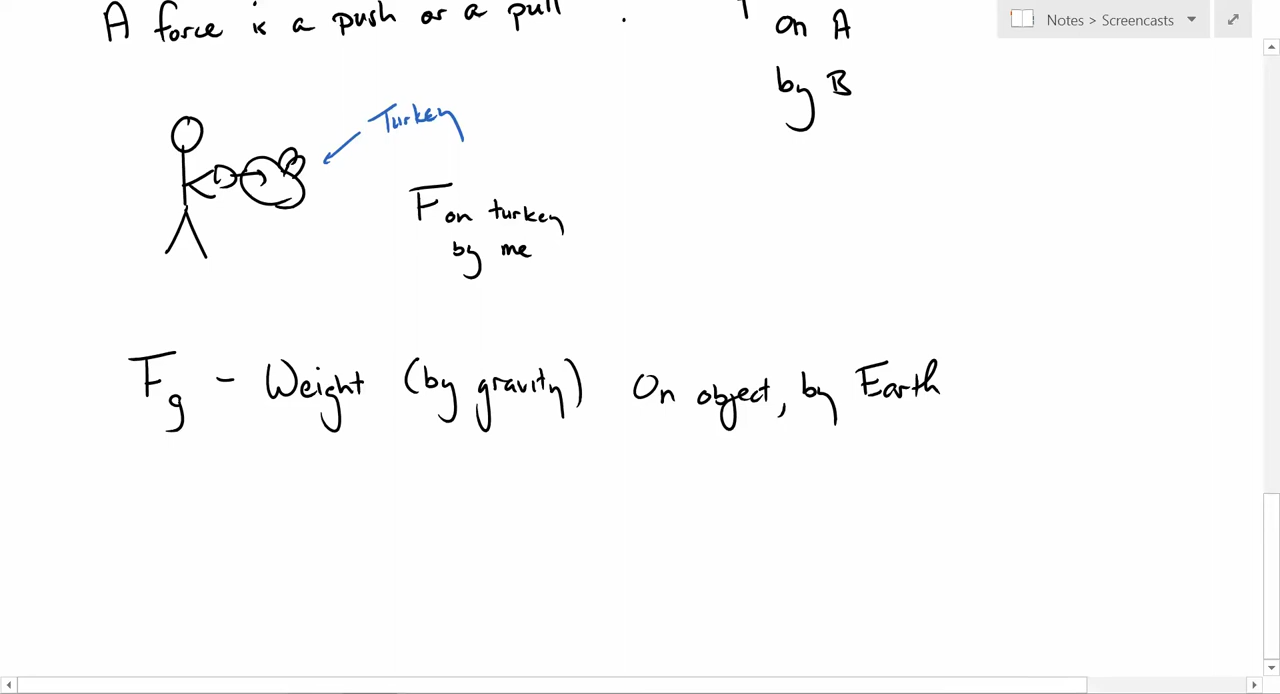 A force is a push or a pull .
on A
by B
Notes > Screencasts
Turkey
F on turkey
by me
Fg - Weight (by gravity) On object, by Earth